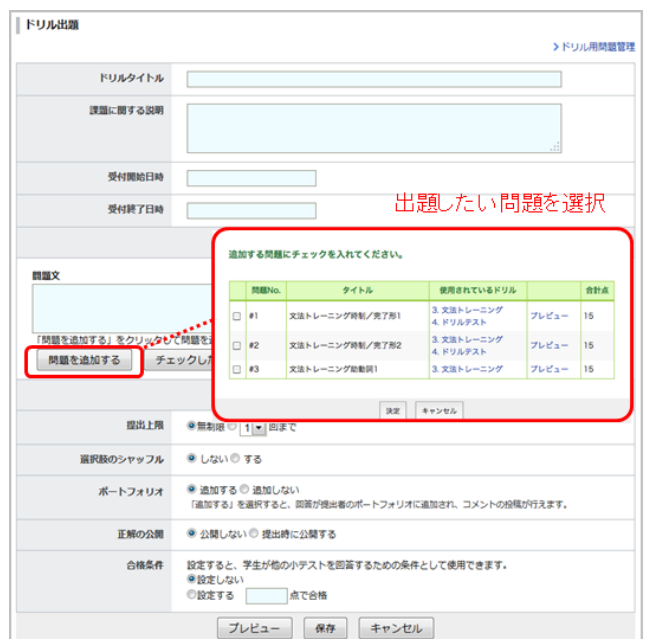 ドリル出題
>ドリル用問題管理
ドリルタイトル
課題に関する説明
受付開始日時
受付終了日時
出題したい問題を選択
追加する問題にチェックを入れてください。
問題No. タイトル 使用されているドリル 合計点
#1 文法トレーニング時制／完了形1 3. 文法トレーニング 4. ドリルテスト プレビュー 15
#2 文法トレーニング時制／完了形2 3. 文法トレーニング 4. ドリルテスト プレビュー 15
#3 文法トレーニング助動詞1 3. 文法トレーニング プレビュー 15
決定 キャンセル
問題文
「問題を追加する」をクリックして問題を
問題を追加する チェックした
提出上限 無制限 1 回まで
選択肢のシャッフル しない する
ポートフォリオ 追加する 追加しない
「追加する」を選択すると、回答が提出者のポートフォリオに追加され、コメントの投稿が行えます。
正解の公開 公開しない 提出時に公開する
合格条件 設定すると、学生が他の小テストを回答するための条件として使用できます。
設定しない
設定する 点で合格
プレビュー 保存 キャンセル